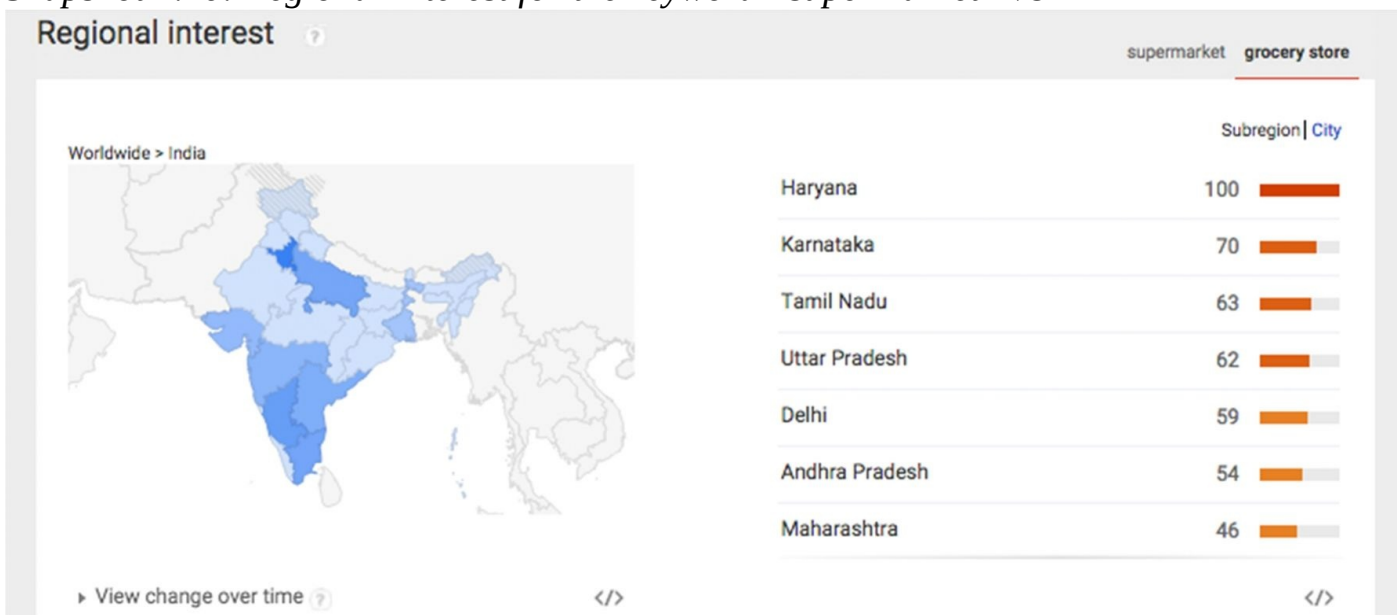 Regional interest ?
supermarket grocery store
Subregion | City
Worldwide > India
Haryana 100
Karnataka 70
Tamil Nadu 63
Uttar Pradesh 62
Delhi 59
Andhra Pradesh 54
Maharashtra 46
View change over time ? </> </>